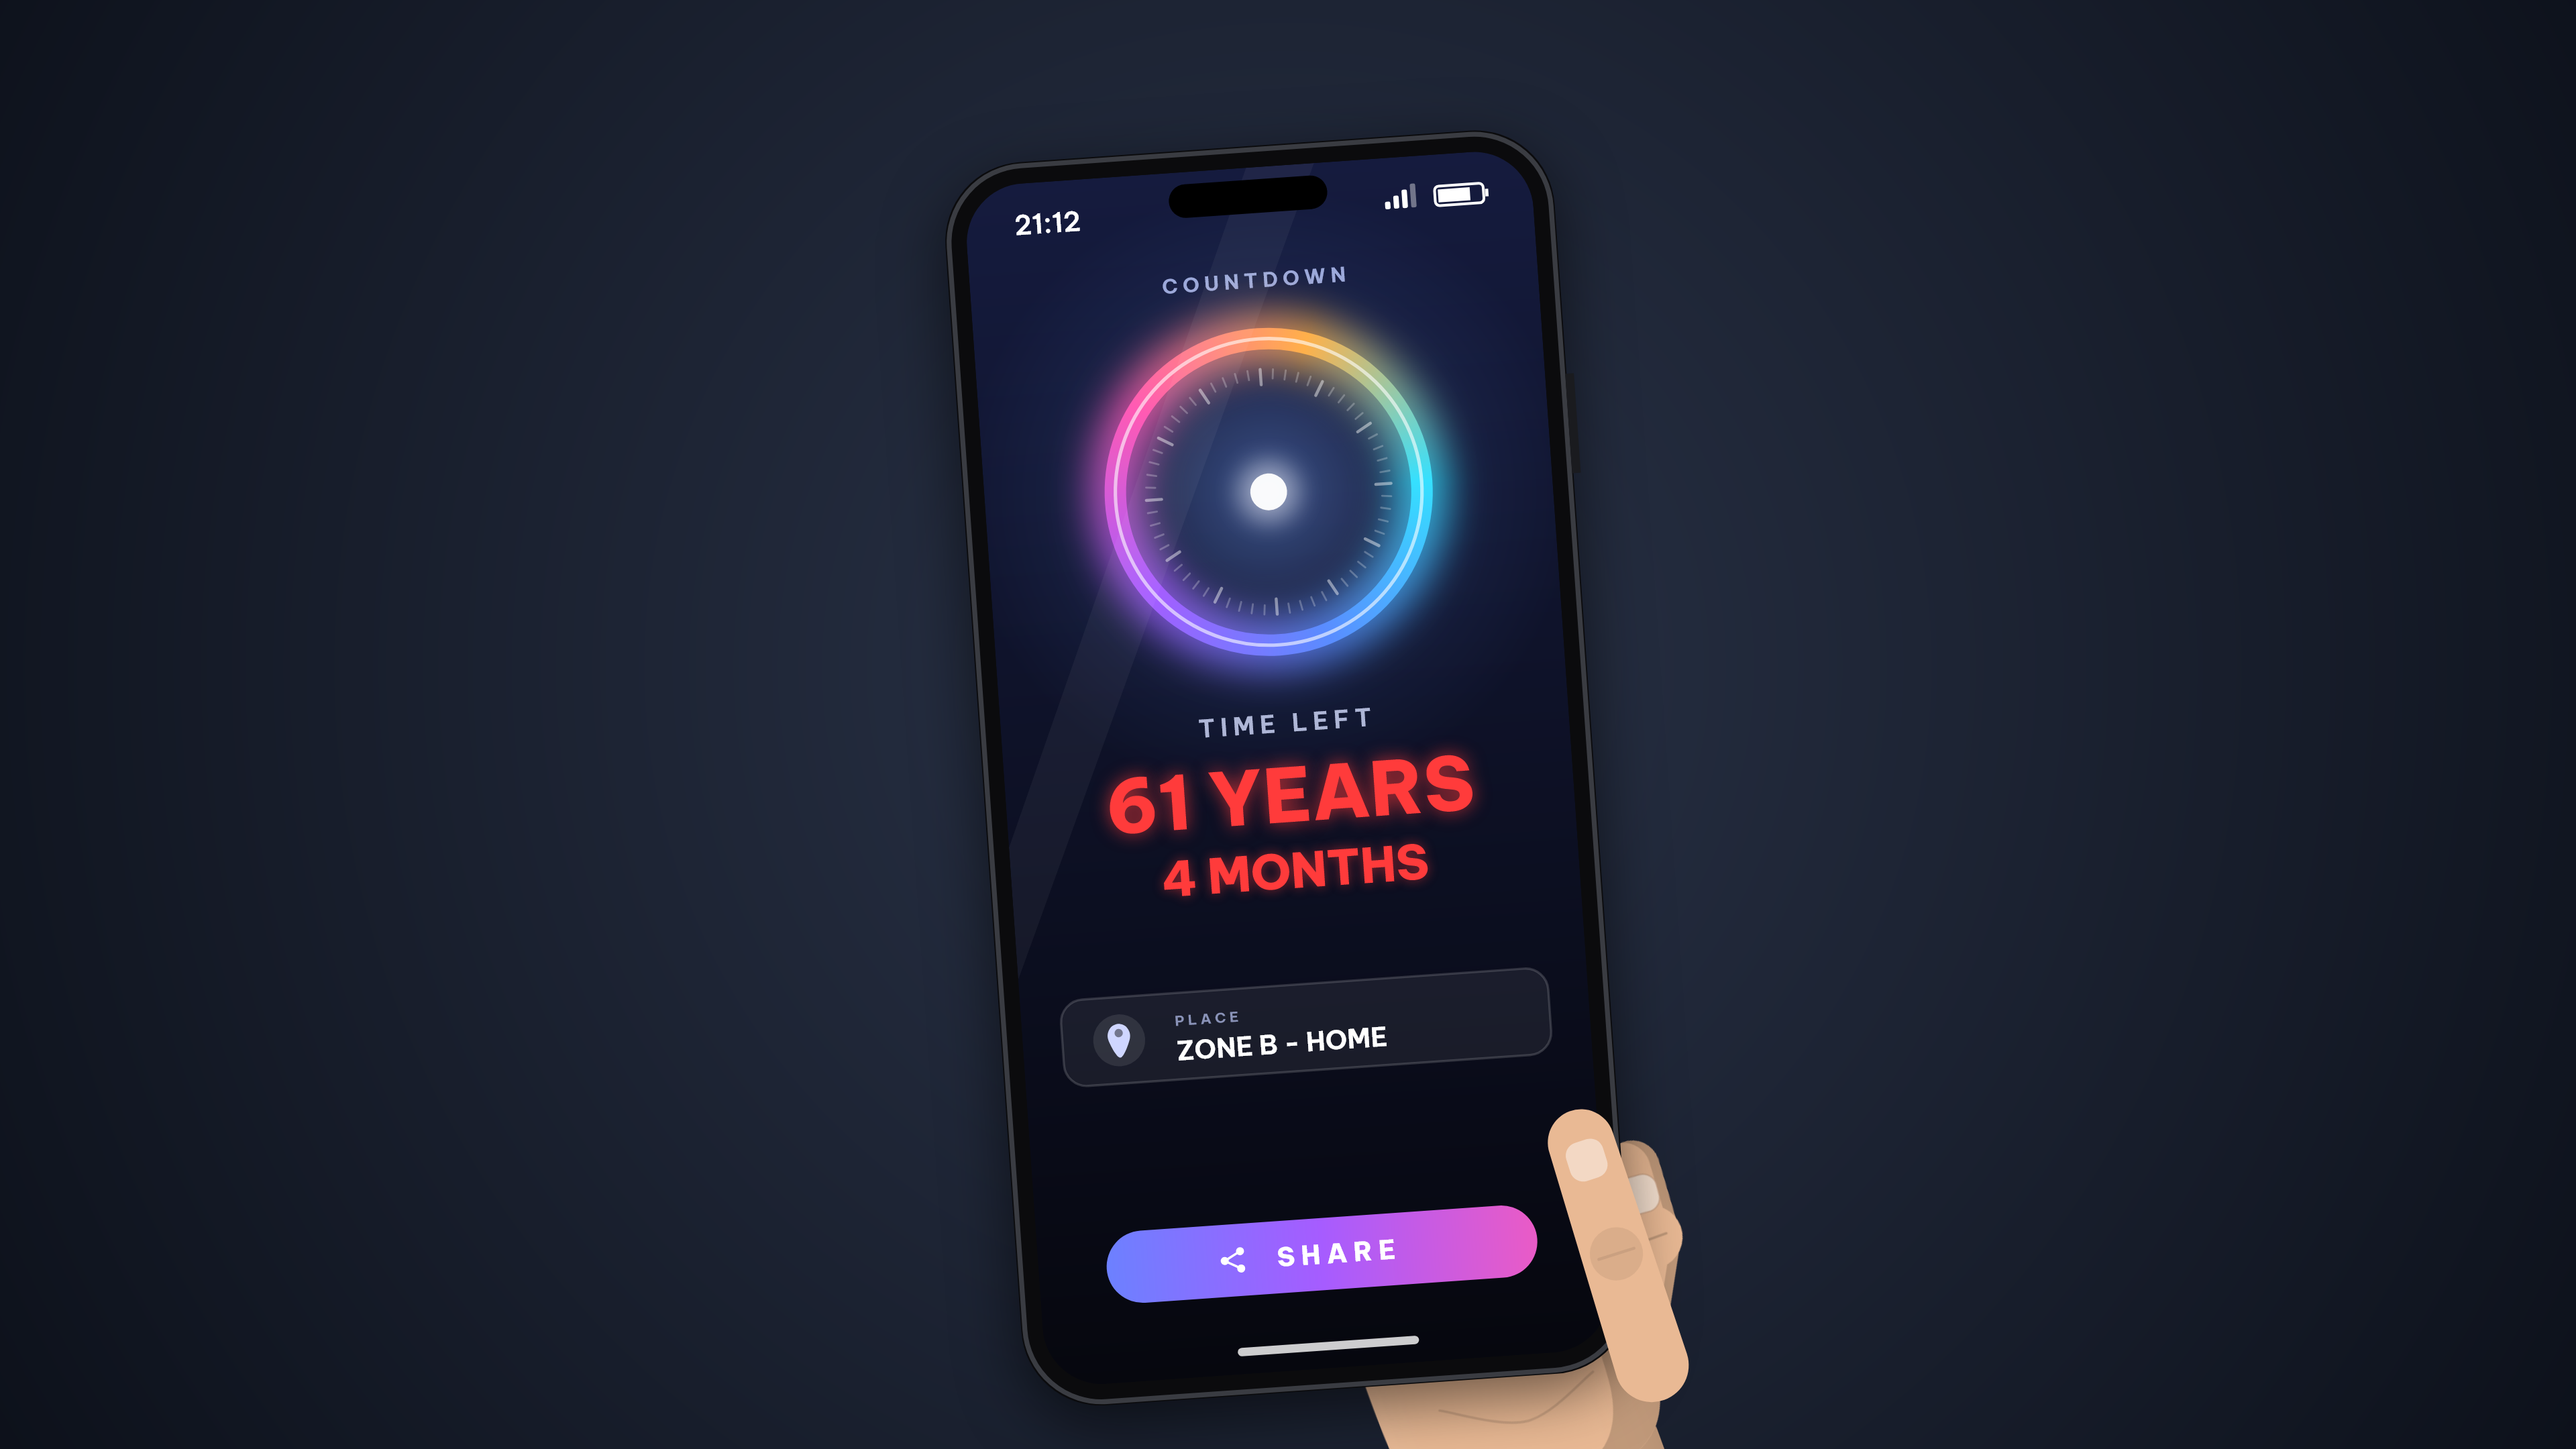 21:12
COUNTDOWN
TIME LEFT
61 YEARS
4 MONTHS
PLACE
ZONE B - HOME
SHARE